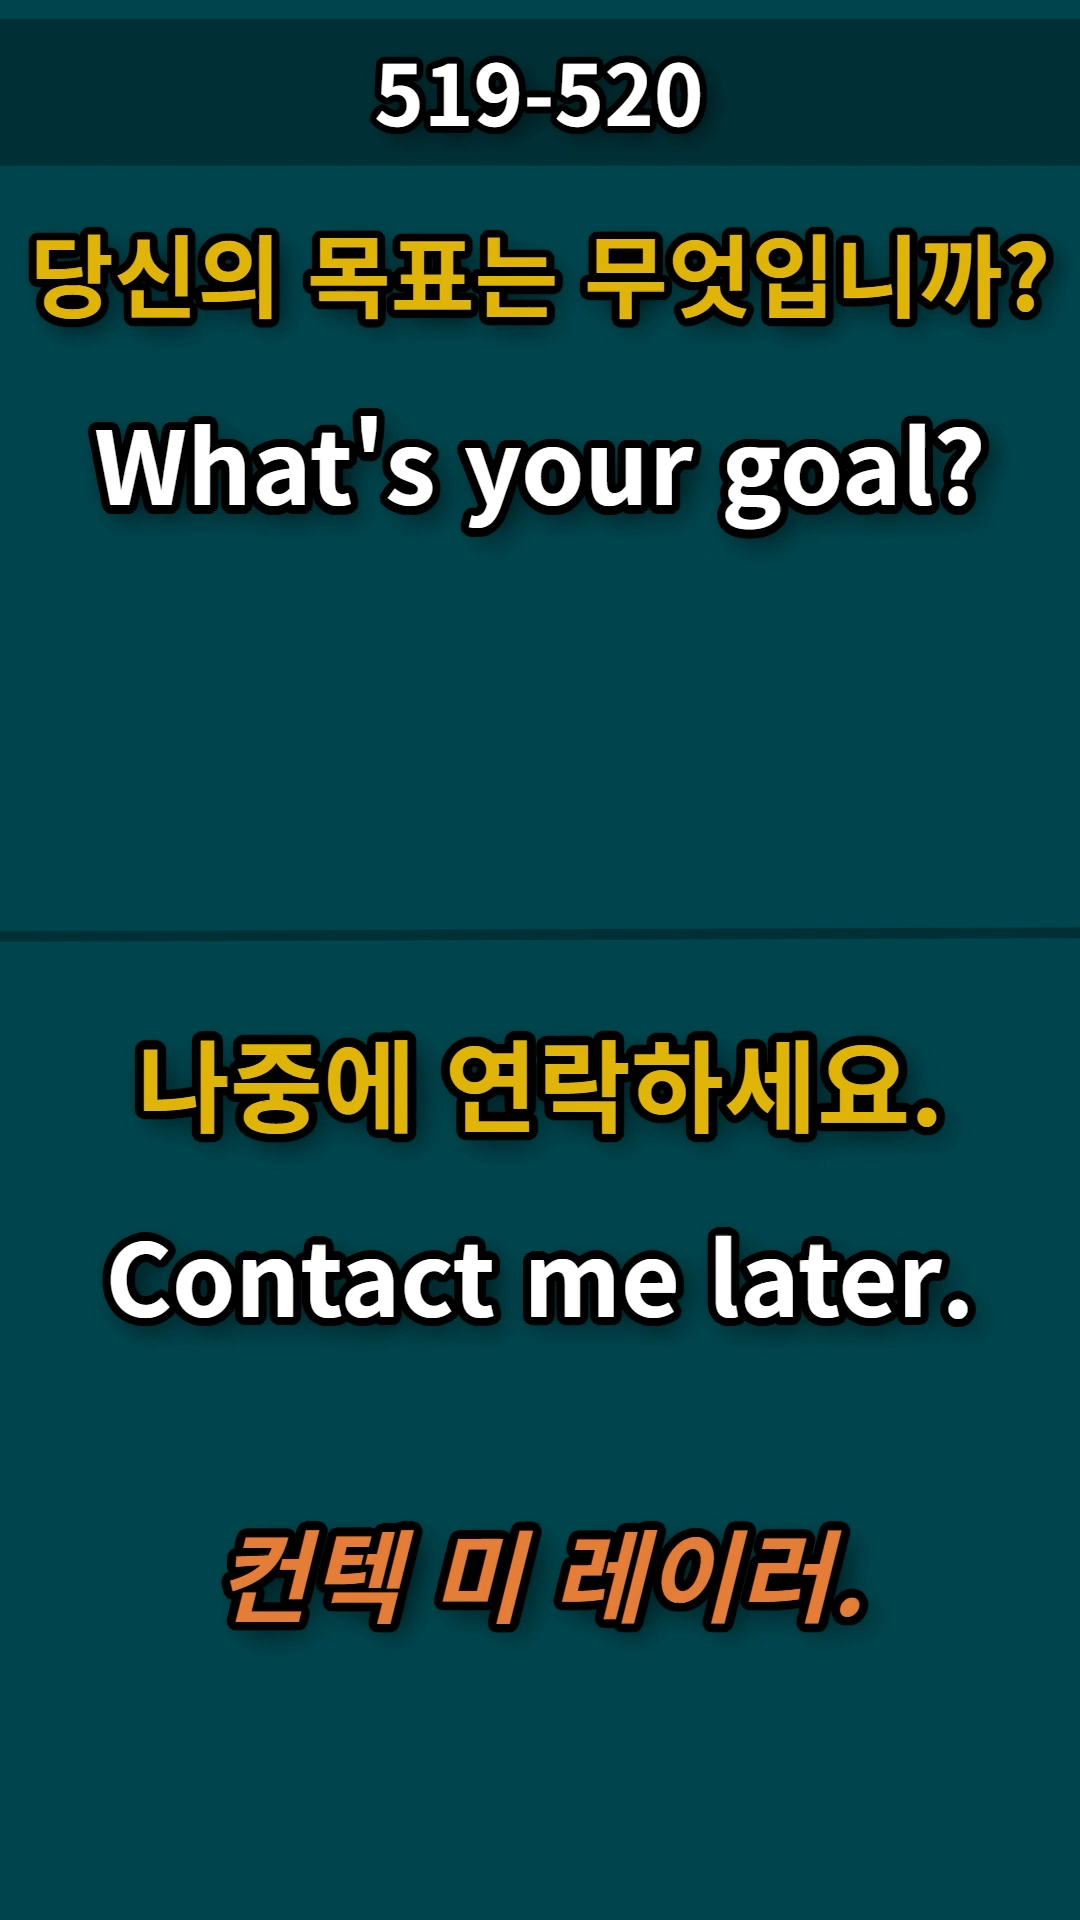 519-520
당신의 목표는 무엇입니까?
What's your goal?
나중에 연락하세요.
Contact me later.
컨텍 미 레이러.